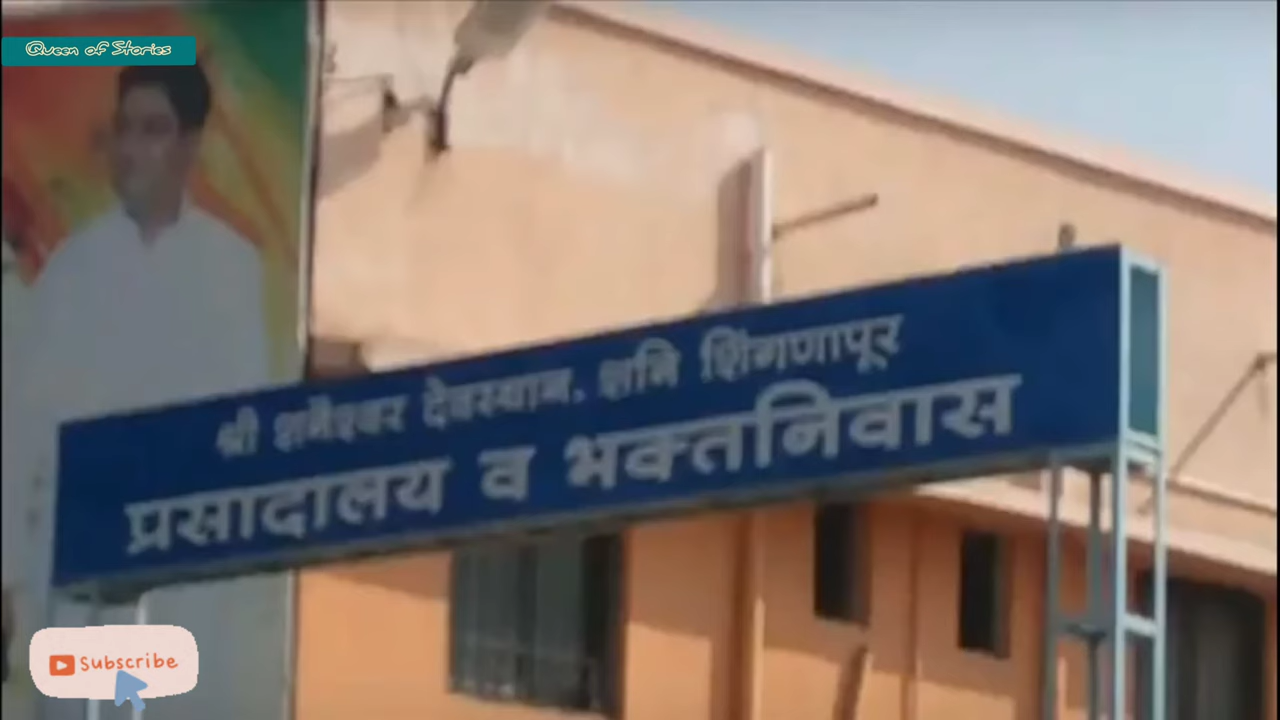 Queen of Stories
श्री शनैश्वर देवस्थान. शनि शिंगणापूर
प्रसादालय व भक्तनिवास
Subscribe